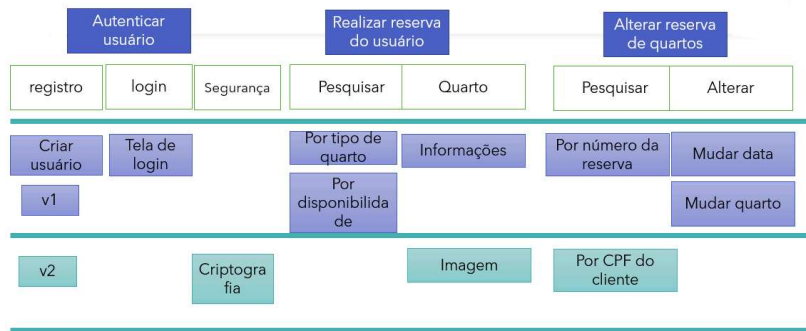 Autenticar
usuário
Realizar reserva
do usuário
Alterar reserva
de quartos
registro
login
Segurança
Pesquisar
Quarto
Pesquisar
Alterar
Criar
usuário
Tela de
login
Por tipo de
quarto
Informações
Por número da
reserva
Mudar data
v1
Por
disponibilida
de
Mudar quarto
v2
Criptogra
fia
Imagem
Por CPF do
cliente